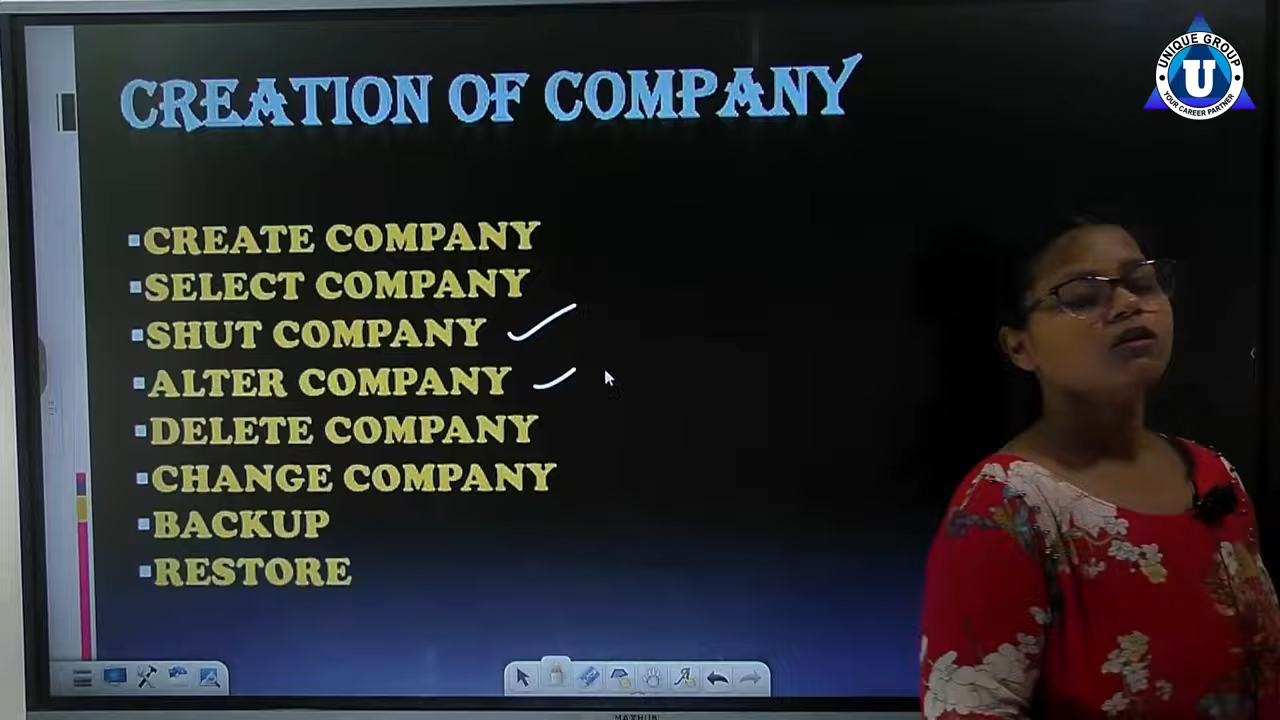 CREATION OF COMPANY
UNIQUE GROUP
U
YOUR CAREER PARTNER
▪CREATE COMPANY
▪SELECT COMPANY
▪SHUT COMPANY
▪ALTER COMPANY
▪DELETE COMPANY
▪CHANGE COMPANY
▪BACKUP
▪RESTORE
MAXHUB